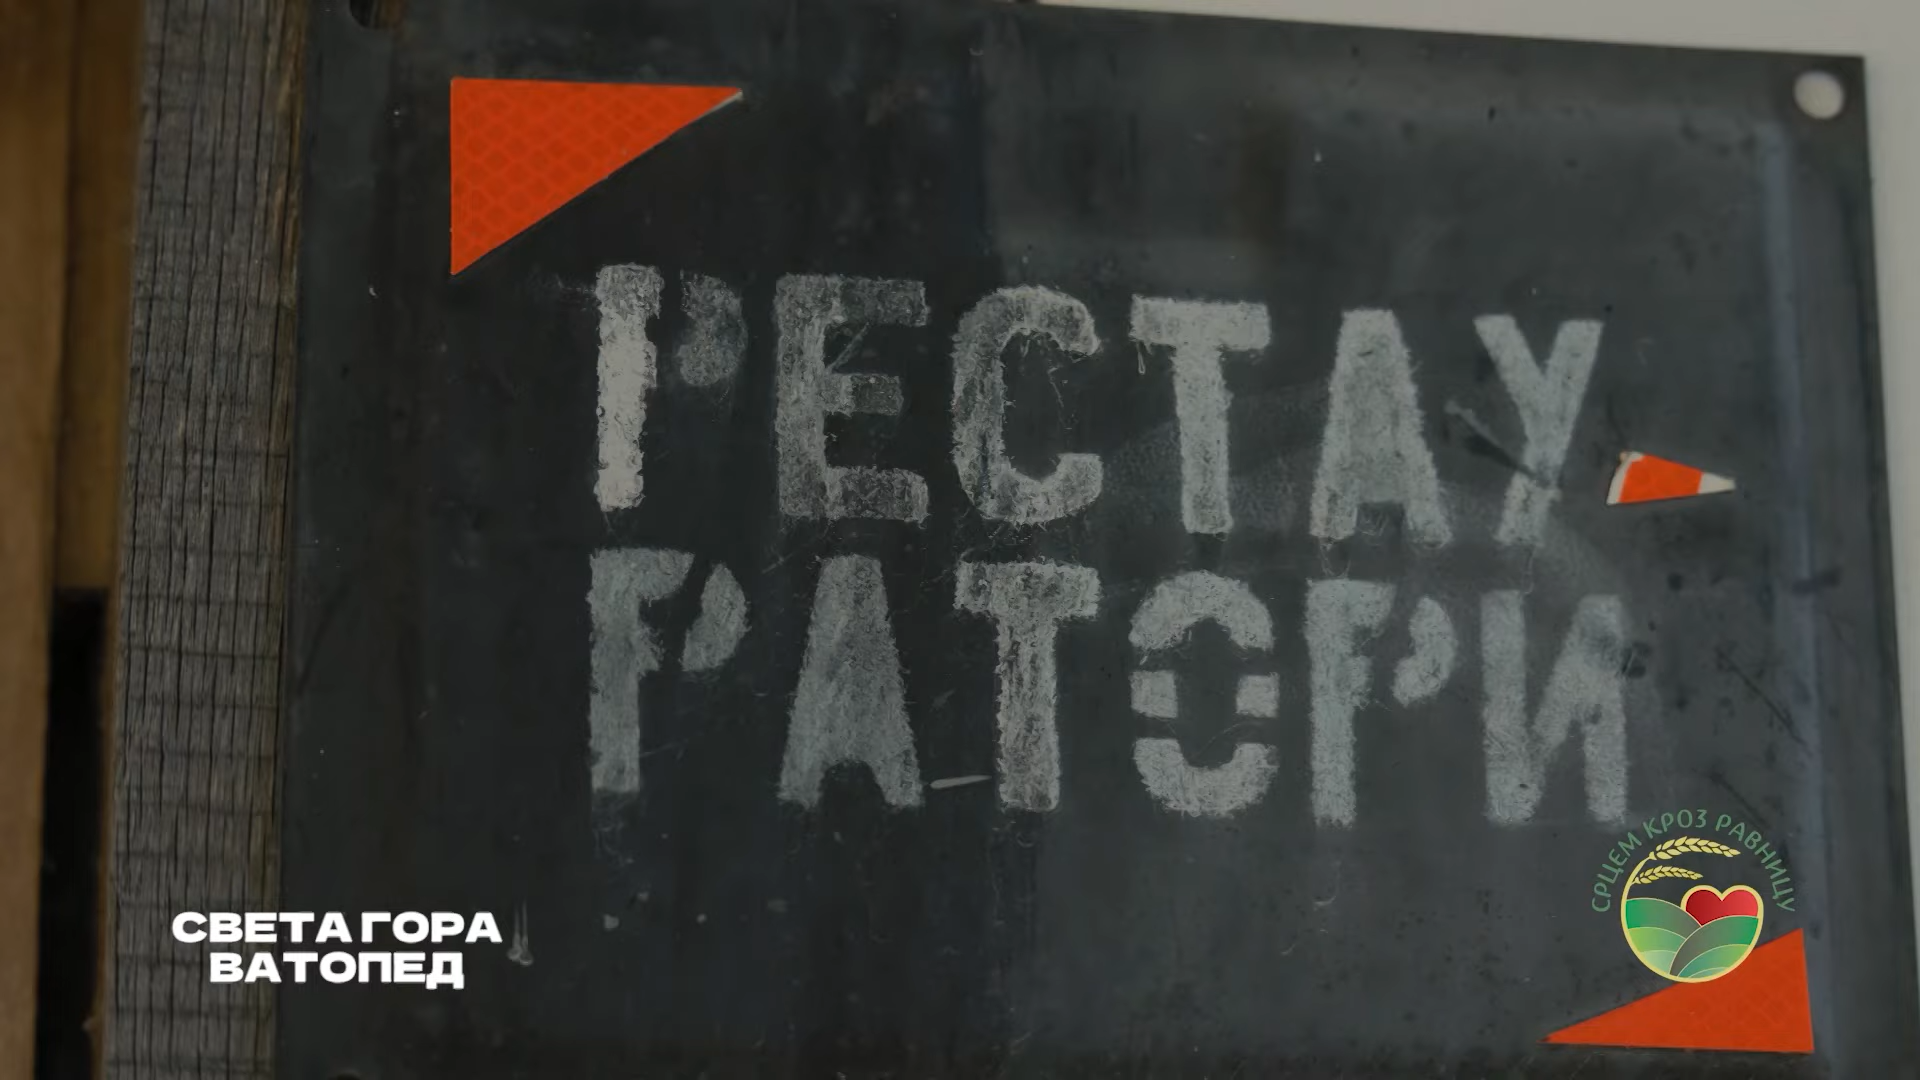 РЕСТАУ
РАТОРИ
СВЕТА ГОРА
ВАТОПЕД
СРЦЕМ КРОЗ РАВНИЦУ